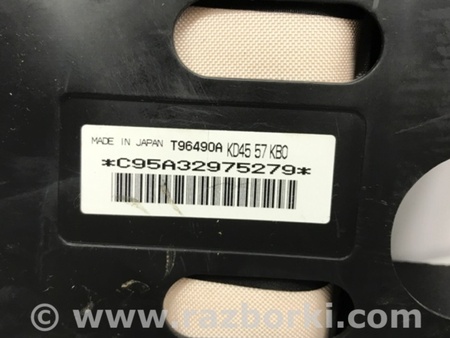 MADE IN JAPAN T96490A KD45 57 KB0
*C95A32975279*
© www.razborki.com